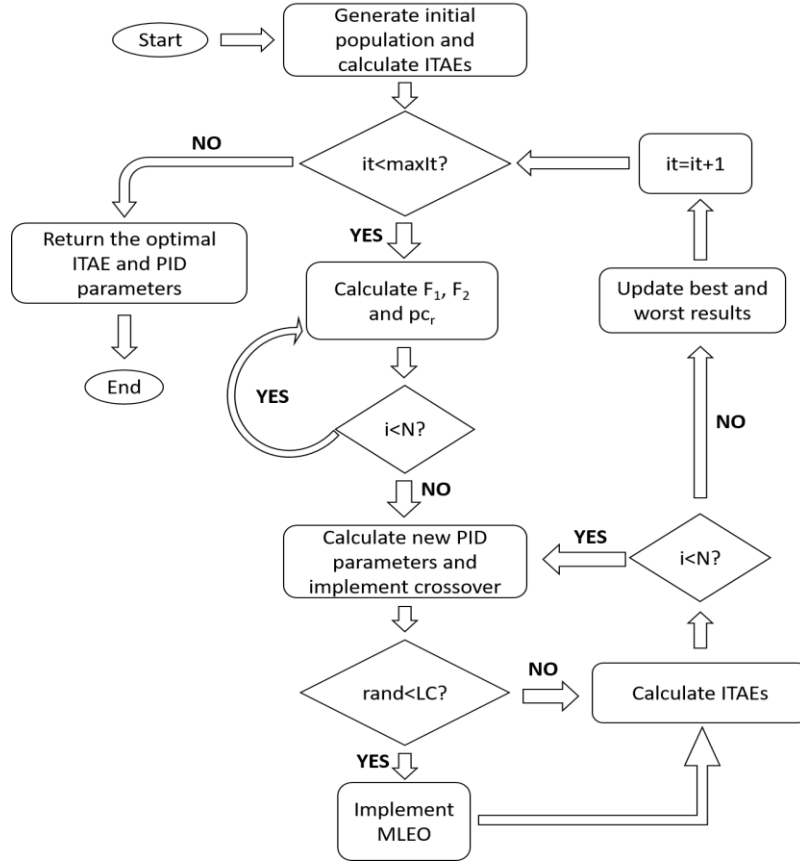 Start
Generate initial
population and
calculate ITAEs
NO
it<maxIt?
it=it+1
YES
Return the optimal
ITAE and PID
parameters
Calculate F₁, F₂
and pcᵣ
Update best and
worst results
End
YES
i<N?
NO
NO
Calculate new PID
parameters and
implement crossover
YES
i<N?
rand<LC?
NO
Calculate ITAEs
YES
Implement
MLEO